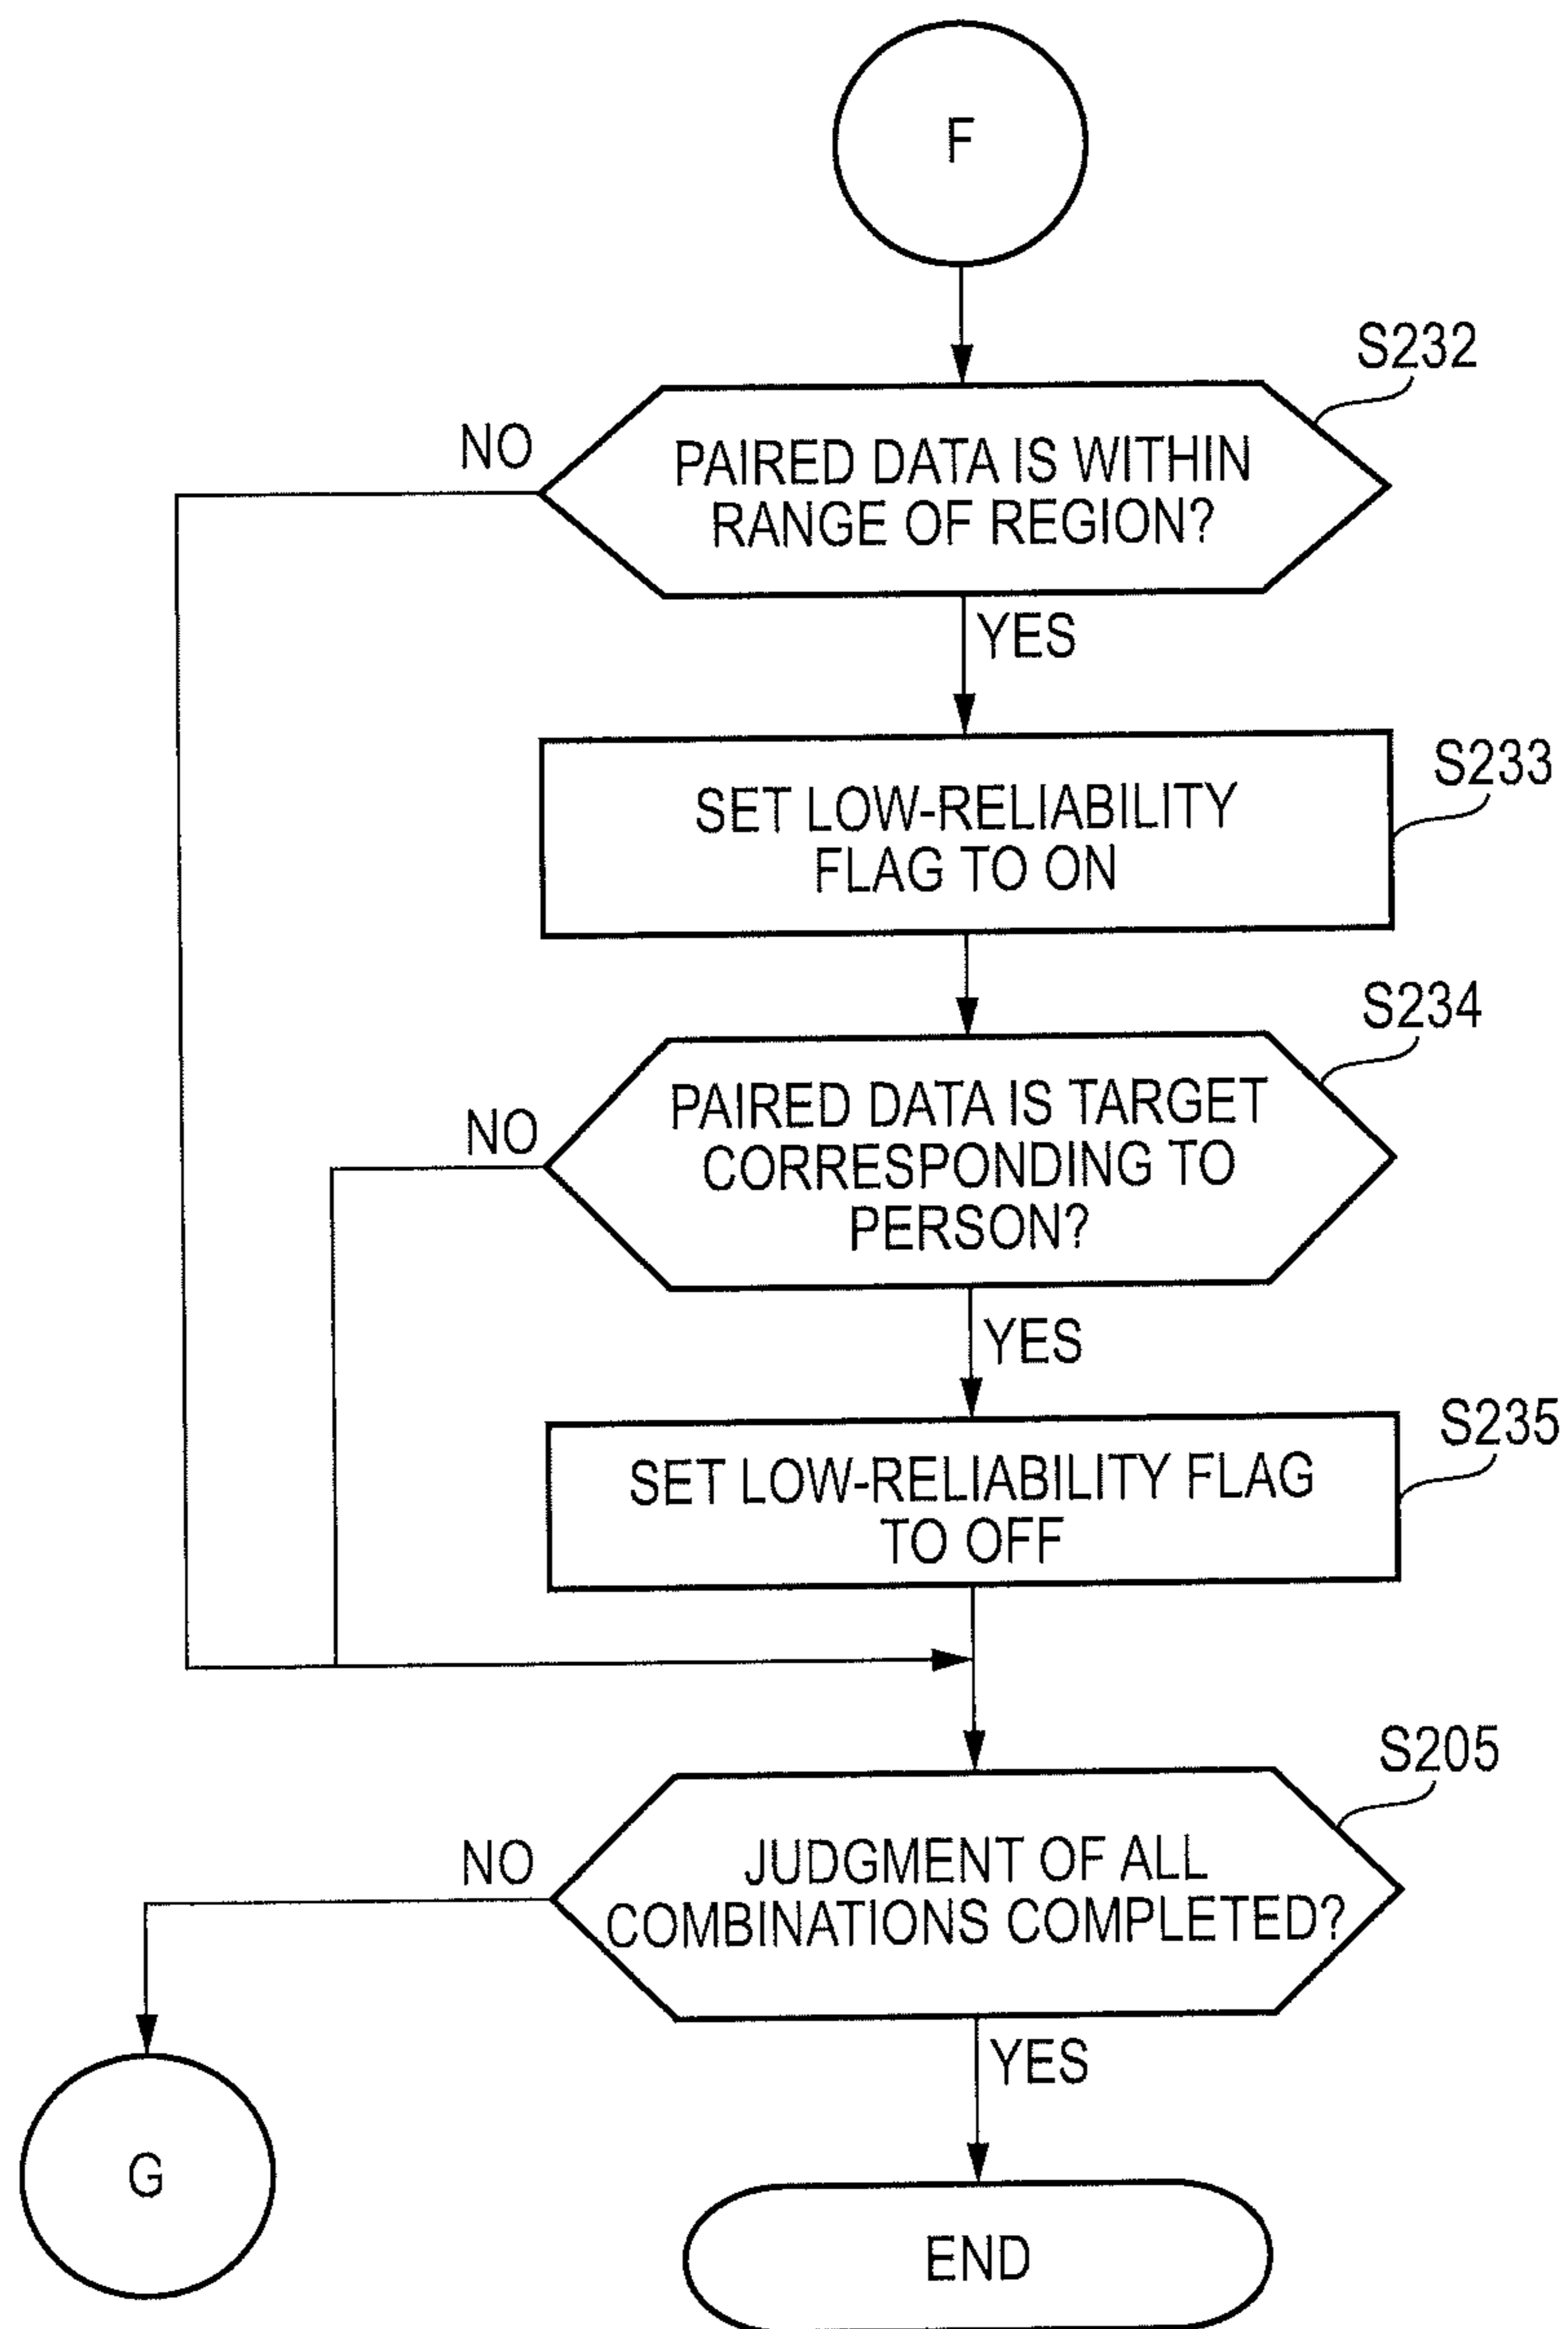 F
S232
NO
PAIRED DATA IS WITHIN
RANGE OF REGION?
YES
S233
SET LOW-RELIABILITY
FLAG TO ON
S234
NO
PAIRED DATA IS TARGET
CORRESPONDING TO
PERSON?
YES
S235
SET LOW-RELIABILITY FLAG
TO OFF
S205
NO
JUDGMENT OF ALL
COMBINATIONS COMPLETED?
YES
G
END